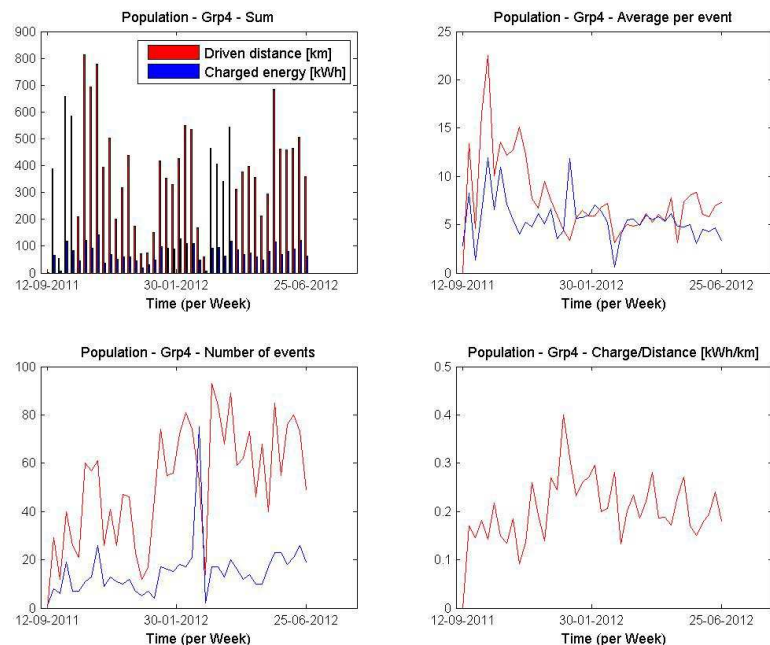 Population - Grp4 - Sum
900
800
700
600
500
400
300
200
100
0
Driven distance [km]
Charged energy [kWh]
12-09-2011 30-01-2012 25-06-2012
Time (per Week)
Population - Grp4 - Average per event
25
20
15
10
5
0
12-09-2011 30-01-2012 25-06-2012
Time (per Week)
Population - Grp4 - Number of events
100
80
60
40
20
0
12-09-2011 30-01-2012 25-06-2012
Time (per Week)
Population - Grp4 - Charge/Distance [kWh/km]
0.5
0.4
0.3
0.2
0.1
0
12-09-2011 30-01-2012 25-06-2012
Time (per Week)